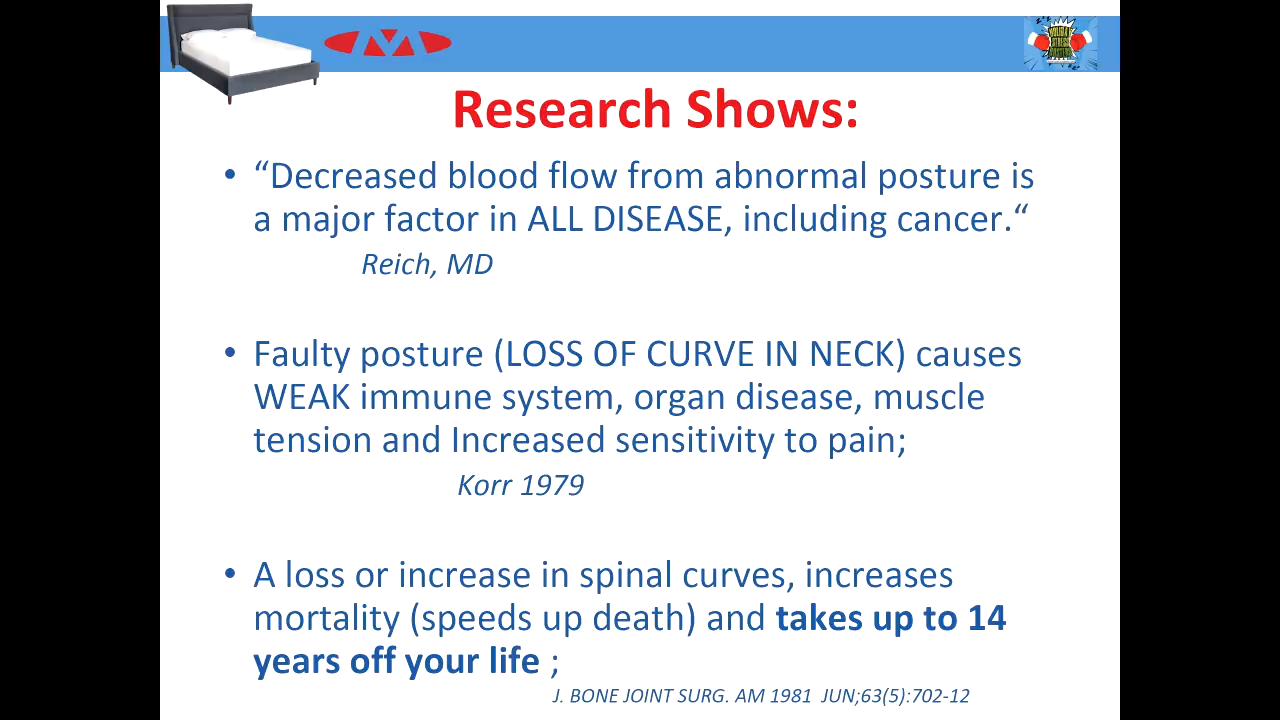 Research Shows:
• “Decreased blood flow from abnormal posture is
a major factor in ALL DISEASE, including cancer.“
Reich, MD
• Faulty posture (LOSS OF CURVE IN NECK) causes
WEAK immune system, organ disease, muscle
tension and Increased sensitivity to pain;
Korr 1979
• A loss or increase in spinal curves, increases
mortality (speeds up death) and takes up to 14
years off your life ;
J. BONE JOINT SURG. AM 1981 JUN;63(5):702-12